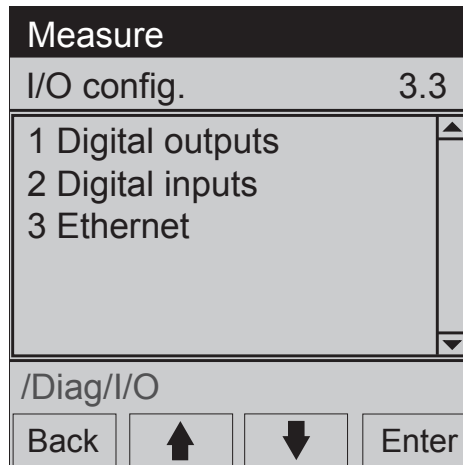 Measure
I/O config. 3.3
1 Digital outputs
2 Digital inputs
3 Ethernet
/Diag/I/O
Back Enter